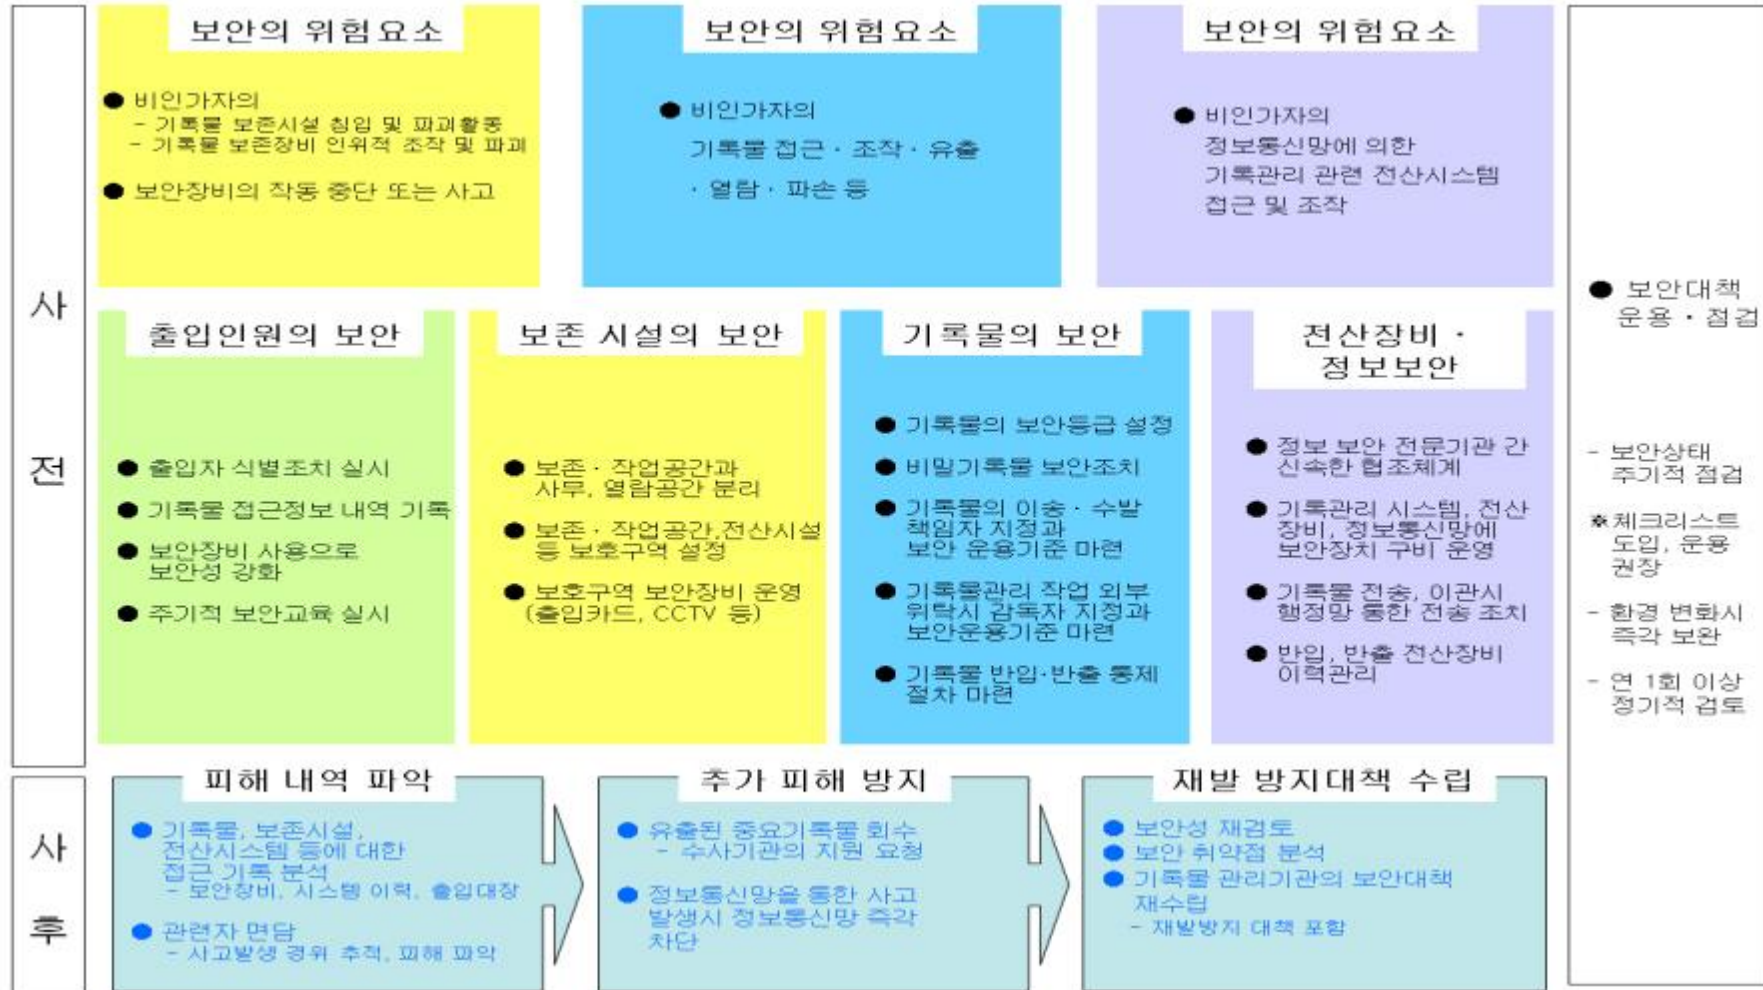 사
전
보안의 위험요소
● 비인가자의
- 기록물 보존시설 침입 및 파괴활동
- 기록물 보존장비 인위적 조작 및 파괴
● 보안장비의 작동 중단 또는 사고
보안의 위험요소
● 비인가자의
기록물 접근 · 조작 · 유출
· 열람 · 파손 등
보안의 위험요소
● 비인가자의
정보통신망에 의한
기록관리 관련 전산시스템
접근 및 조작
출입인원의 보안
● 출입자 식별조치 실시
● 기록물 접근정보 내역 기록
● 보안장비 사용으로
보안성 강화
● 주기적 보안교육 실시
보존 시설의 보안
● 보존 · 작업공간과
사무, 열람공간 분리
● 보존 · 작업공간,전산시설
등 보호구역 설정
● 보호구역 보안장비 운영
(출입카드, CCTV 등)
기록물의 보안
● 기록물의 보안등급 설정
● 비밀기록물 보안조치
● 기록물의 이송 · 수발
책임자 지정과
보안 운용기준 마련
● 기록물관리 작업 외부
위탁시 감독자 지정과
보안운용기준 마련
● 기록물 반입·반출 통제
절차 마련
전산장비 ·
정보보안
● 정보 보안 전문기관 간
신속한 협조체계
● 기록관리 시스템, 전산
장비, 정보통신망에
보안장치 구비 운영
● 기록물 전송, 이관시
행정망 통한 전송 조치
● 반입, 반출 전산장비
이력관리
● 보안대책
운용 · 점검
- 보안상태
주기적 점검
※체크리스트
도입, 운용
권장
- 환경 변화시
즉각 보완
- 연 1회 이상
정기적 검토
사
후
피해 내역 파악
● 기록물, 보존시설,
전산시스템 등에 대한
접근 기록 분석
- 보안장비, 시스템 이력, 출입대장
● 관련자 면담
- 사고발생 경위 추적, 피해 파악
추가 피해 방지
● 유출된 중요기록물 회수
- 수사기관의 지원 요청
● 정보통신망을 통한 사고
발생시 정보통신망 즉각
차단
재발 방지대책 수립
● 보안성 재검토
● 보안 취약점 분석
● 기록물 관리기관의 보안대책
재수립
- 재발방지 대책 포함